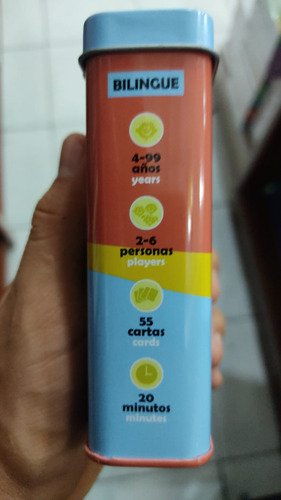 BILINGUE
4-99
años
years
2-6
personas
players
55
cartas
cards
20
minutos
minutes